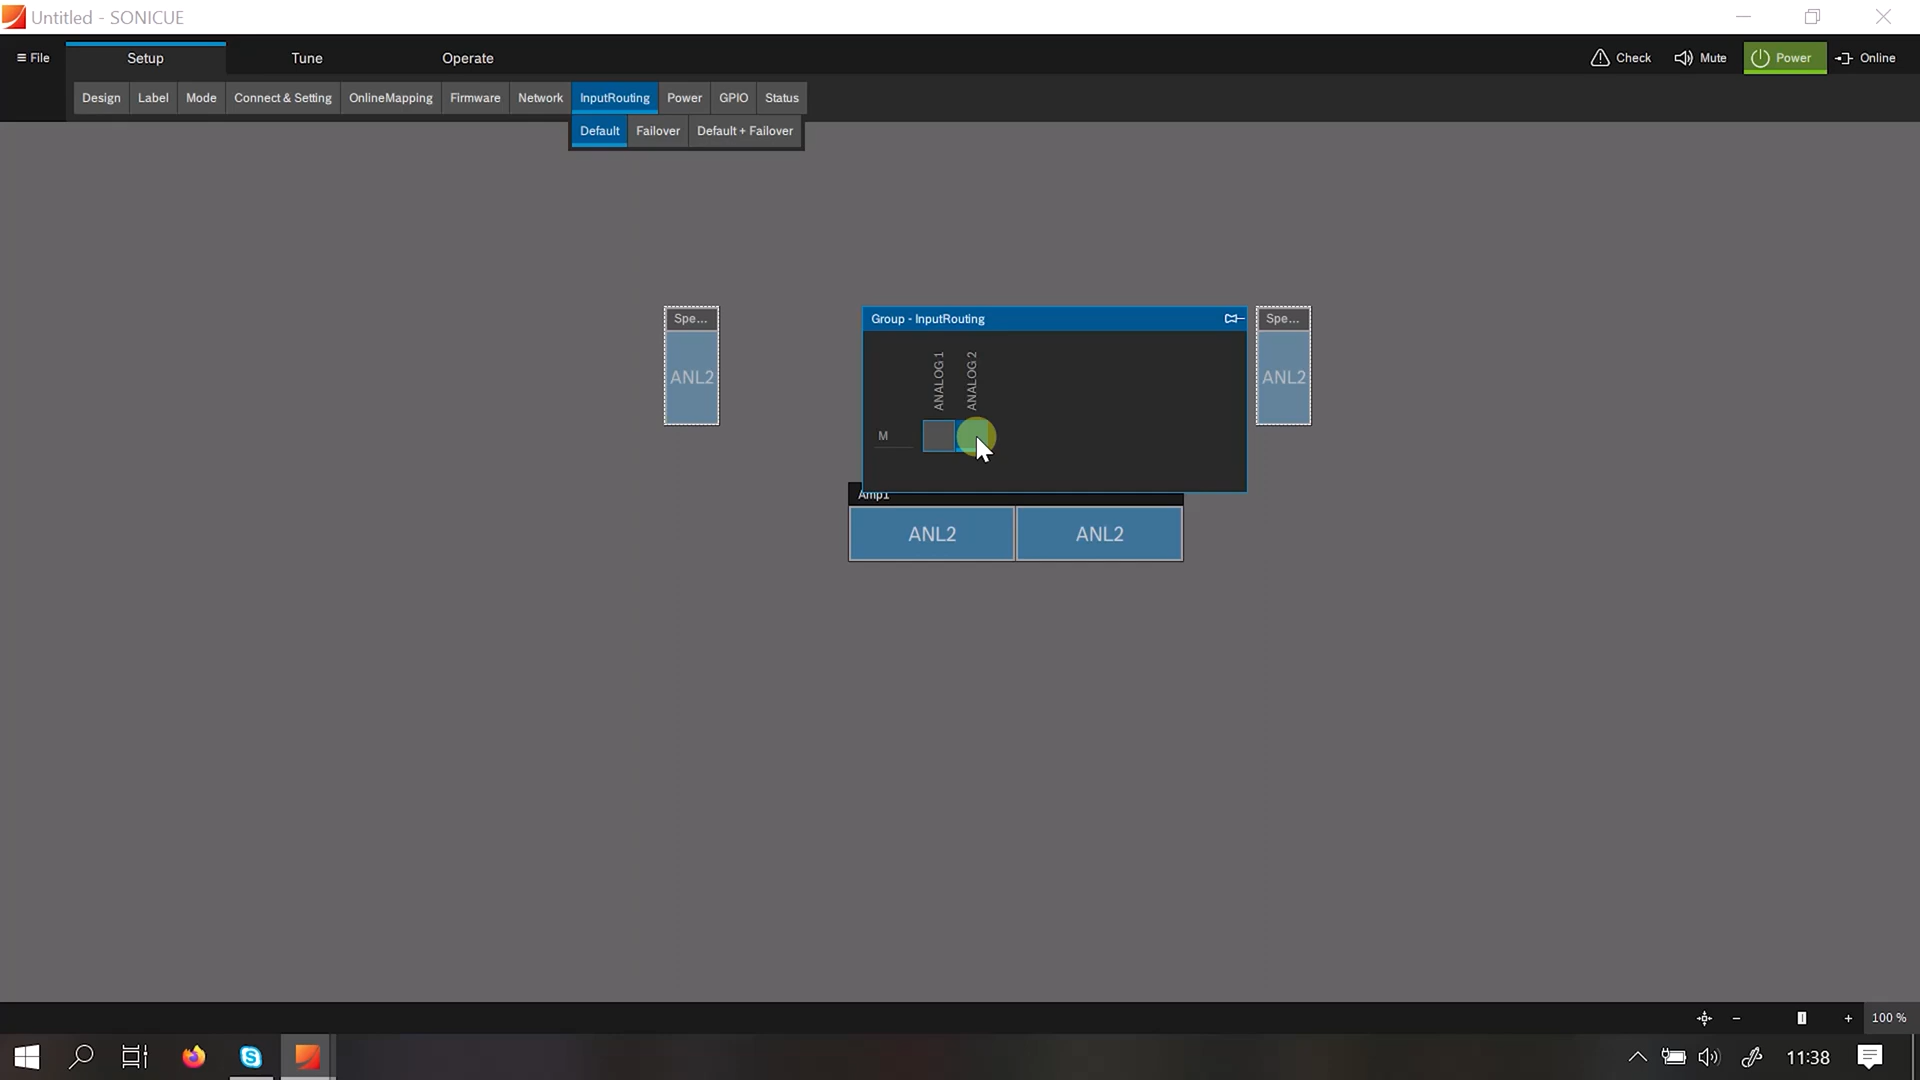 Untitled - SONICUE
≡ File
Setup
Tune
Operate
Check
Mute
Power
Online
Design
Label
Mode
Connect & Setting
OnlineMapping
Firmware
Network
InputRouting
Power
GPIO
Status
Default
Failover
Default + Failover
Spe...
ANL2
Group - InputRouting
ANALOG 1
ANALOG 2
M
Spe...
ANL2
Amp1
ANL2
ANL2
100 %
11:38